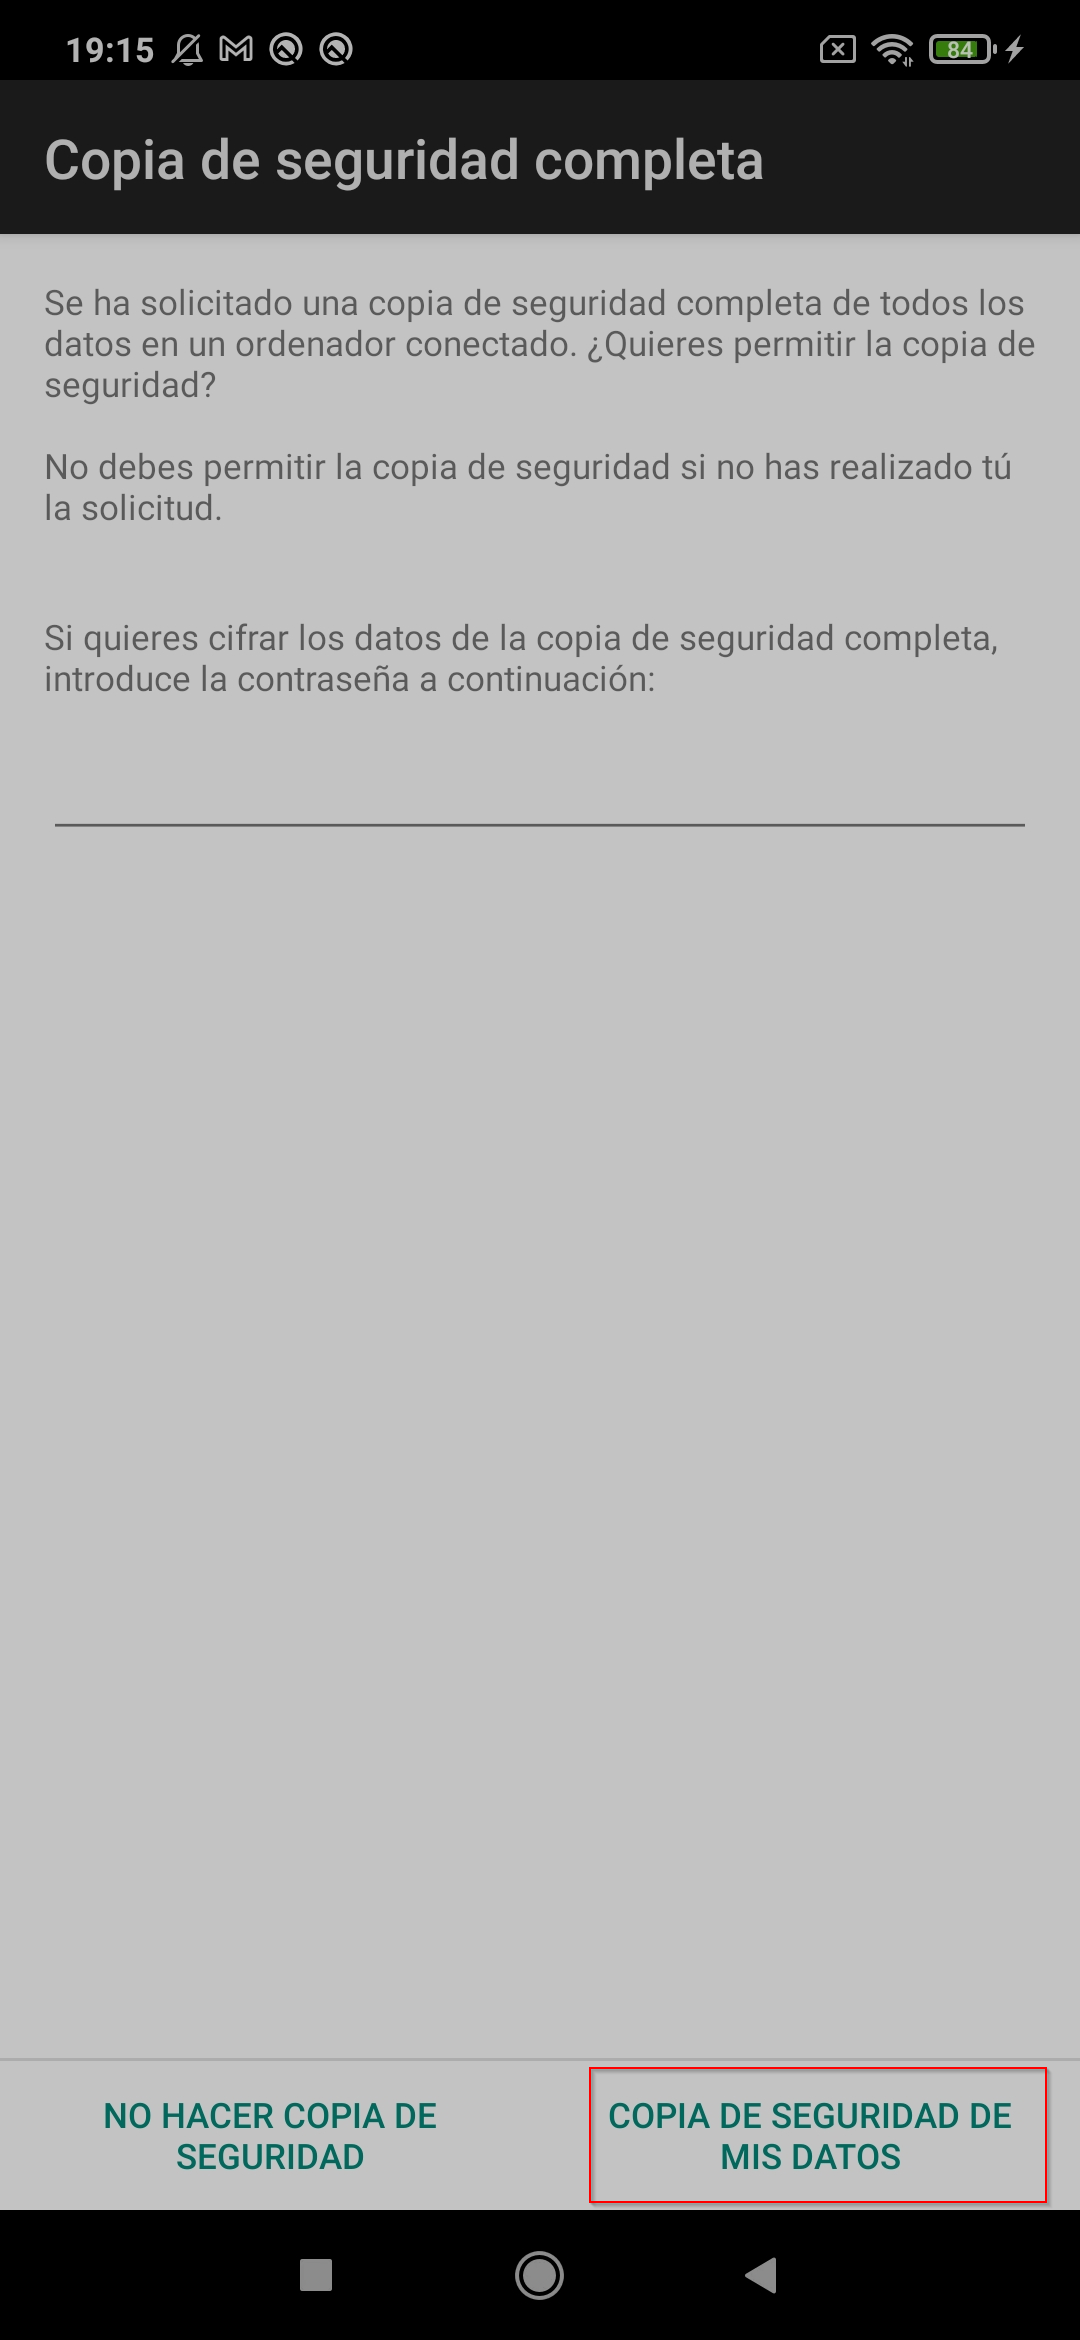 19:15
84
Copia de seguridad completa
Se ha solicitado una copia de seguridad completa de todos los
datos en un ordenador conectado. ¿Quieres permitir la copia de
seguridad?
No debes permitir la copia de seguridad si no has realizado tú
la solicitud.
Si quieres cifrar los datos de la copia de seguridad completa,
introduce la contraseña a continuación:
NO HACER COPIA DE
SEGURIDAD
COPIA DE SEGURIDAD DE
MIS DATOS